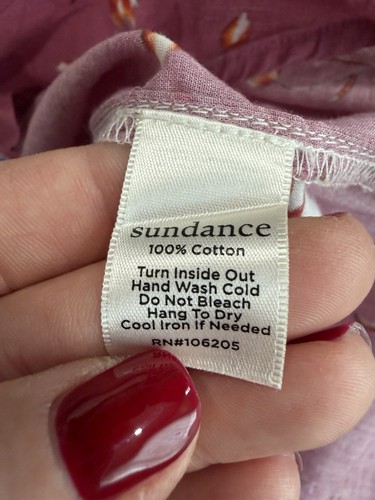 sundance
100% Cotton
Turn Inside Out
Hand Wash Cold
Do Not Bleach
Hang To Dry
Cool Iron If Needed
RN#106205